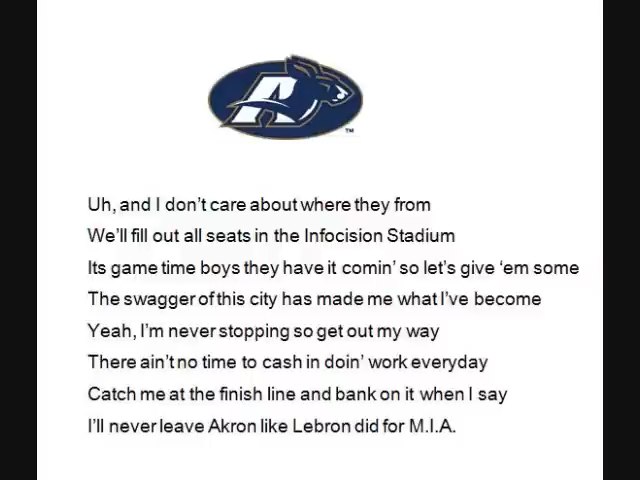 A
™
Uh, and I don't care about where they from
We'll fill out all seats in the Infocision Stadium
Its game time boys they have it comin' so let's give 'em some
The swagger of this city has made me what I've become
Yeah, I'm never stopping so get out my way
There ain't no time to cash in doin' work everyday
Catch me at the finish line and bank on it when I say
I'll never leave Akron like Lebron did for M.I.A.